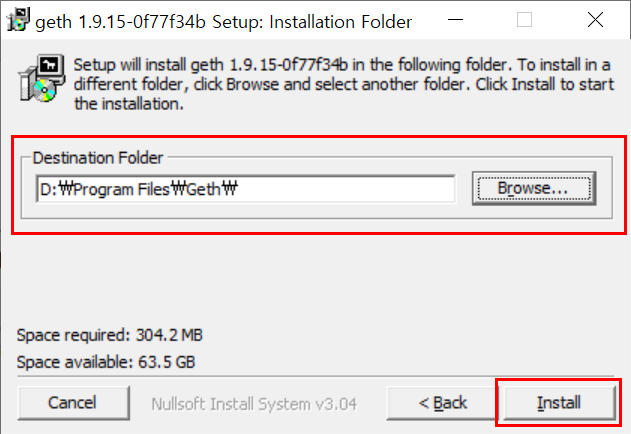 geth 1.9.15-0f77f34b Setup: Installation Folder
Setup will install geth 1.9.15-0f77f34b in the following folder. To install in a
different folder, click Browse and select another folder. Click Install to start
the installation.
Destination Folder
D:₩Program Files₩Geth₩
Browse...
Space required: 304.2 MB
Space available: 63.5 GB
Cancel
Nullsoft Install System v3.04
< Back
Install